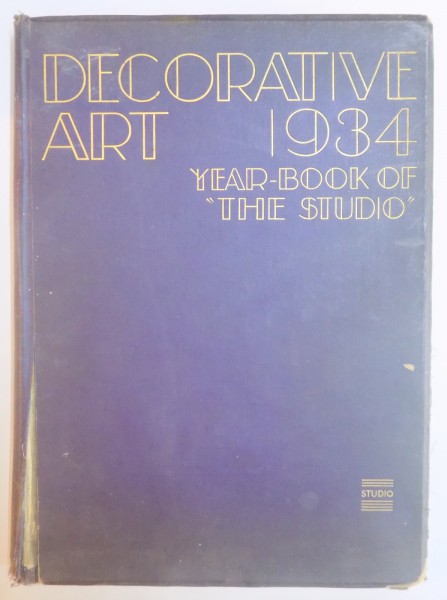 DECORATIVE
ART 1934
YEAR-BOOK OF
"THE STUDIO"
STUDIO